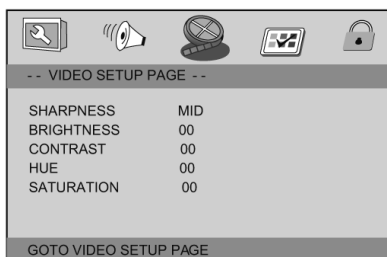 - - VIDEO SETUP PAGE - -
SHARPNESS MID
BRIGHTNESS 00
CONTRAST 00
HUE 00
SATURATION 00
GOTO VIDEO SETUP PAGE